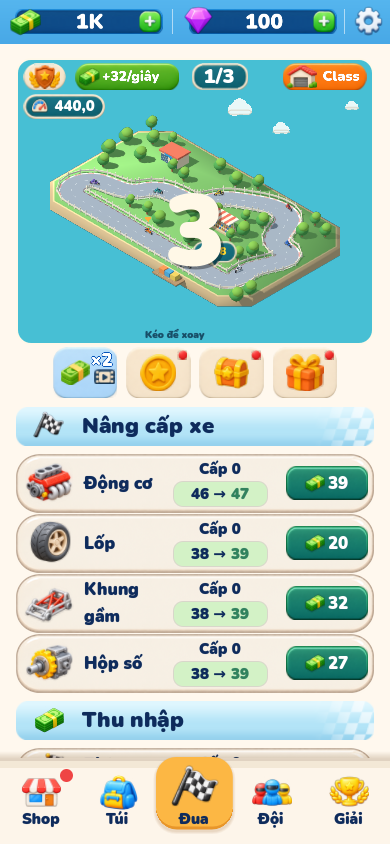 1K
100
+32/giây
1/3
Class
440,0
3
Kéo để xoay
x2
Nâng cấp xe
Động cơ
Cấp 0
46 → 47
39
Lốp
Cấp 0
38 → 39
20
Khung gầm
Cấp 0
38 → 39
32
Hộp số
Cấp 0
38 → 39
27
Thu nhập
Shop
Túi
Đua
Đội
Giải